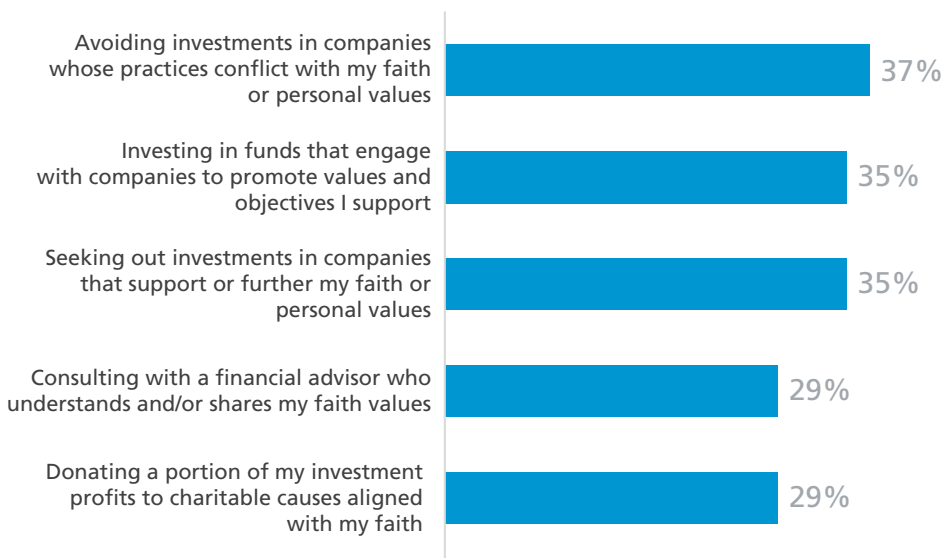 Avoiding investments in companies
whose practices conflict with my faith
or personal values
37%
Investing in funds that engage
with companies to promote values and
objectives I support
35%
Seeking out investments in companies
that support or further my faith or
personal values
35%
Consulting with a financial advisor who
understands and/or shares my faith values
29%
Donating a portion of my investment
profits to charitable causes aligned
with my faith
29%